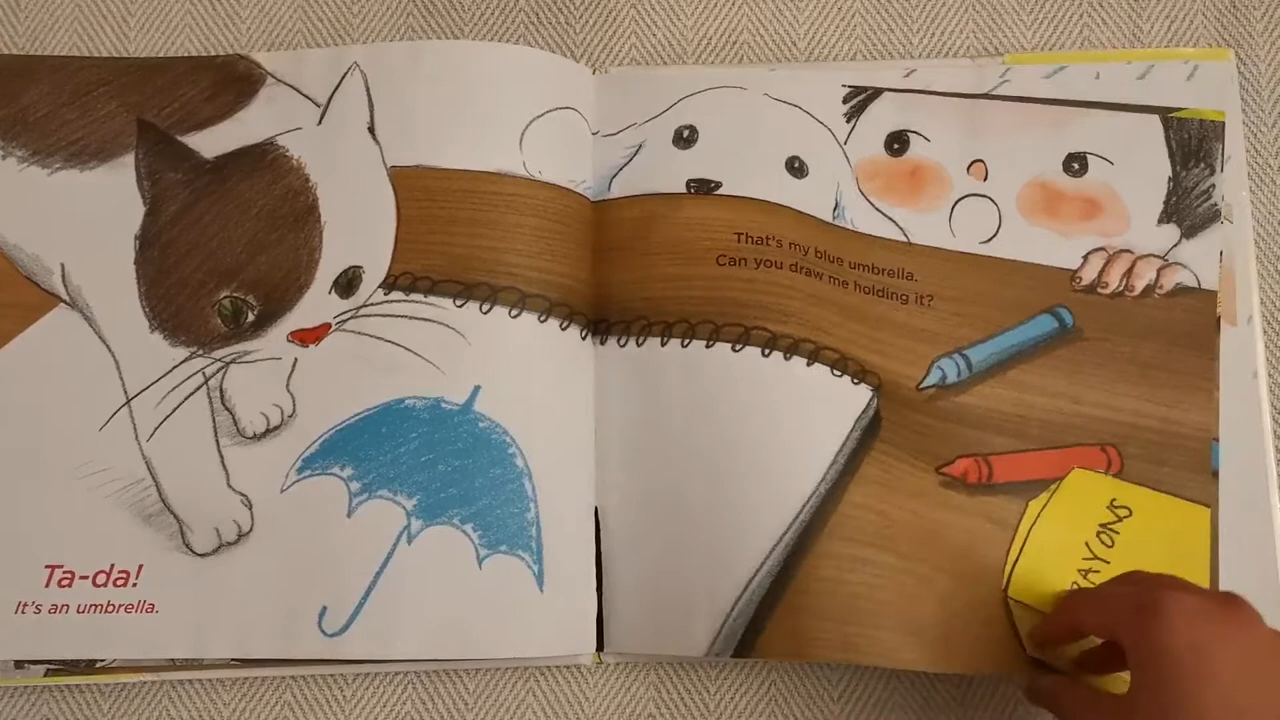 Ta-da!
It's an umbrella.
That's my blue umbrella.
Can you draw me holding it?
RAYONS